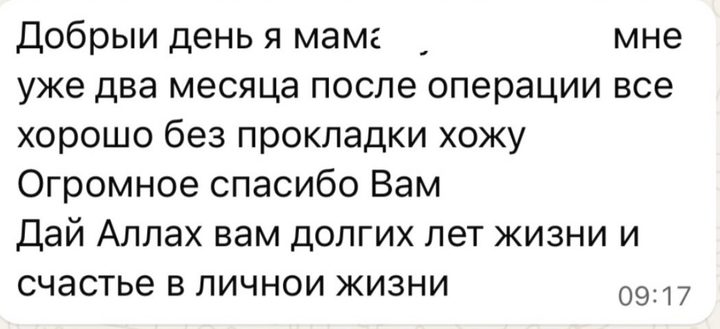 Добрыи день я мама мне
уже два месяца после операции все
хорошо без прокладки хожу
Огромное спасибо Вам
Дай Аллах вам долгих лет жизни и
счастье в личнои жизни
09:17